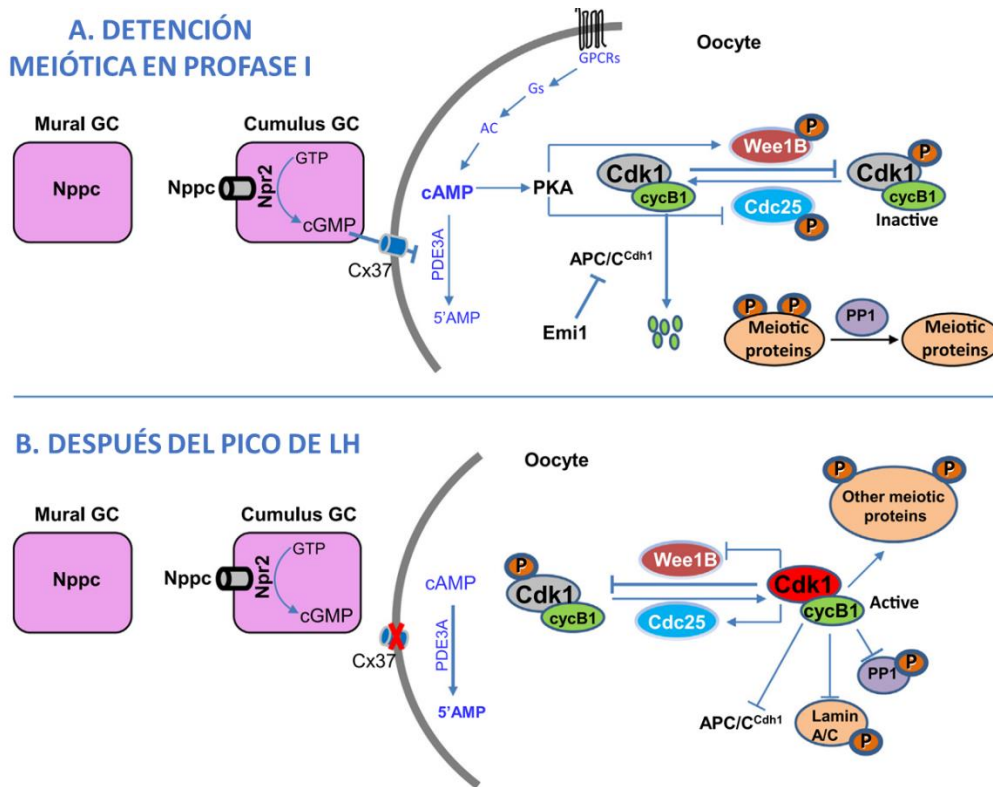 A. DETENCIÓN
MEIÓTICA EN PROFASE I
Oocyte
GPCRs
Gs
AC
Mural GC
Nppc
Cumulus GC
Nppc
Npr2
GTP
cGMP
Cx37
cAMP
PDE3A
5'AMP
PKA
Wee1B
P
Cdk1
cycB1
Cdc25
P
P
Cdk1
cycB1
Inactive
APC/C^Cdh1
Emi1
P
P
Meiotic
proteins
PP1
Meiotic
proteins
B. DESPUÉS DEL PICO DE LH
Oocyte
Mural GC
Nppc
Cumulus GC
Nppc
Npr2
GTP
cGMP
Cx37
cAMP
PDE3A
5'AMP
P
Cdk1
cycB1
Wee1B
Cdc25
Cdk1
cycB1
Active
P
P
Other meiotic
proteins
PP1
P
Lamin
A/C
P
APC/C^Cdh1